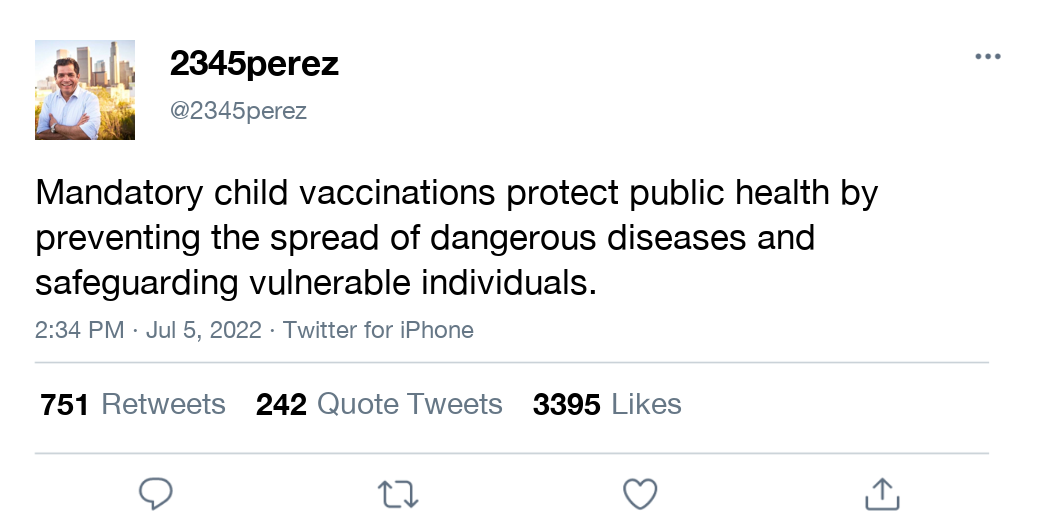 2345perez
@2345perez
Mandatory child vaccinations protect public health by
preventing the spread of dangerous diseases and
safeguarding vulnerable individuals.
2:34 PM · Jul 5, 2022 · Twitter for iPhone
751 Retweets 242 Quote Tweets 3395 Likes